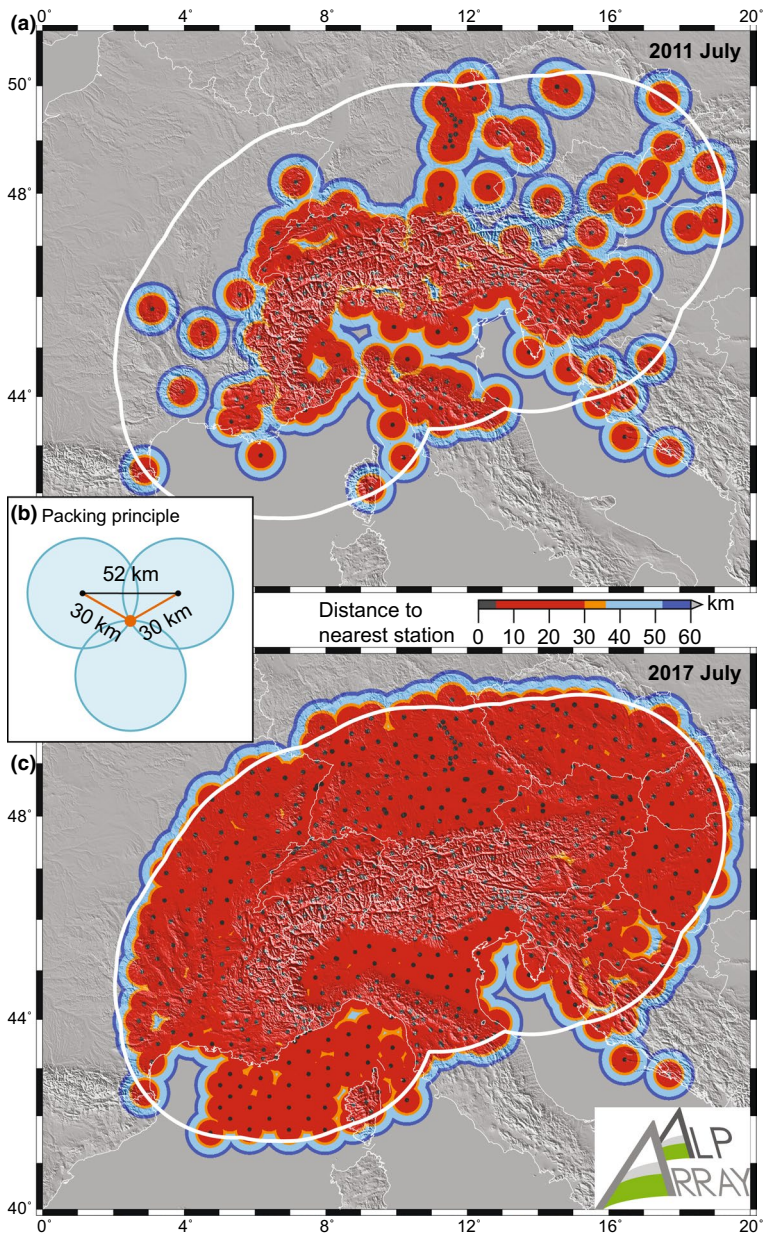 0° 4° 8° 12° 16° 20°
(a)
2011 July
50°
48°
46°
44°
(b) Packing principle
52 km
30 km 30 km
Distance to
nearest station
km
0 10 20 30 40 50 60
2017 July
(c)
48°
46°
44°
40°
0° 4° 8° 12° 16° 20°
ALP
ARRAY